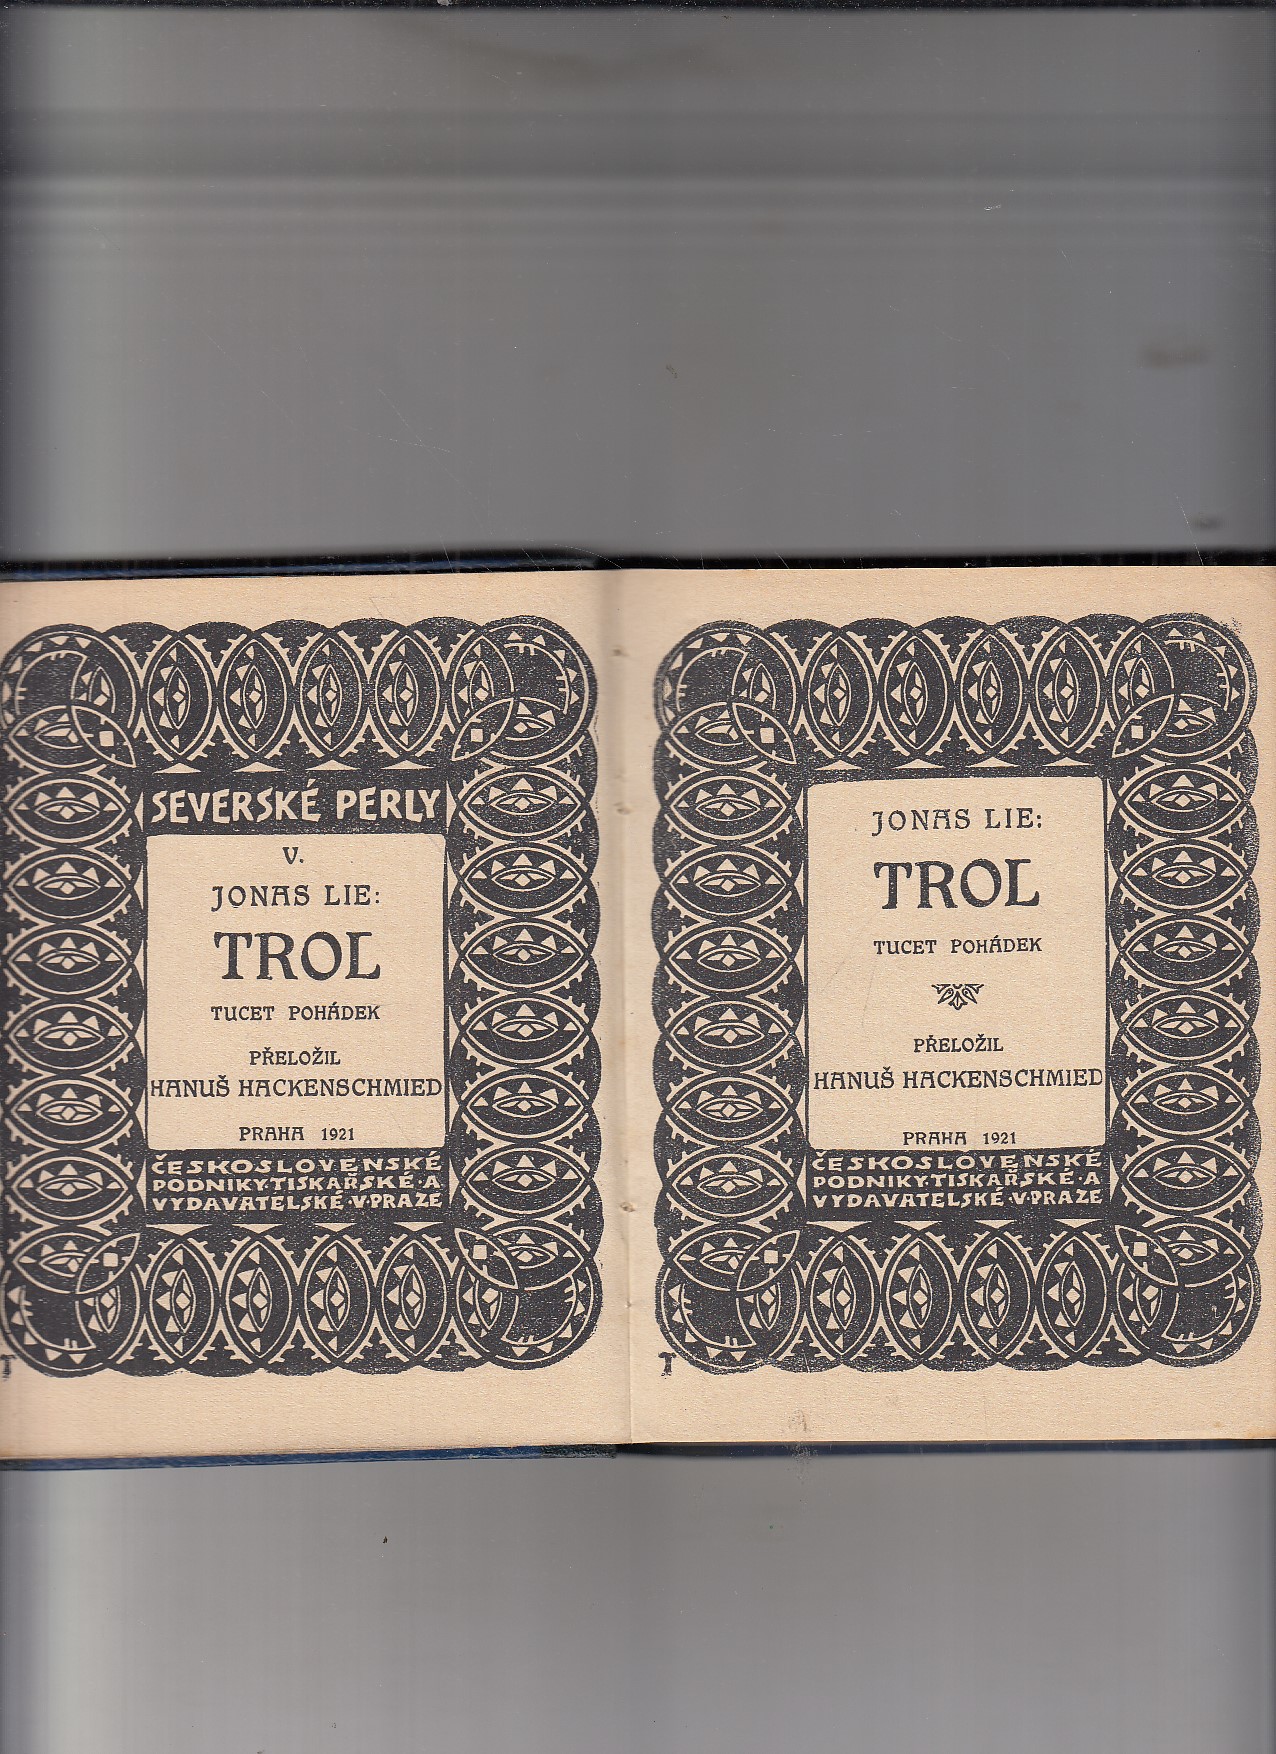 SEVERSKÉ PERLY
V.
JONAS LIE:
TROL
TUCET POHÁDEK
PŘELOŽIL
HANUŠ HACKENSCHMIED
PRAHA 1921
ČESKOSLOVENSKÉ
PODNIKY·TISKAŘSKÉ·A
VYDAVATELSKÉ·V·PRAZE
JONAS LIE:
TROL
TUCET POHÁDEK
PŘELOŽIL
HANUŠ HACKENSCHMIED
PRAHA 1921
ČESKOSLOVENSKÉ
PODNIKY·TISKAŘSKÉ·A
VYDAVATELSKÉ·V·PRAZE